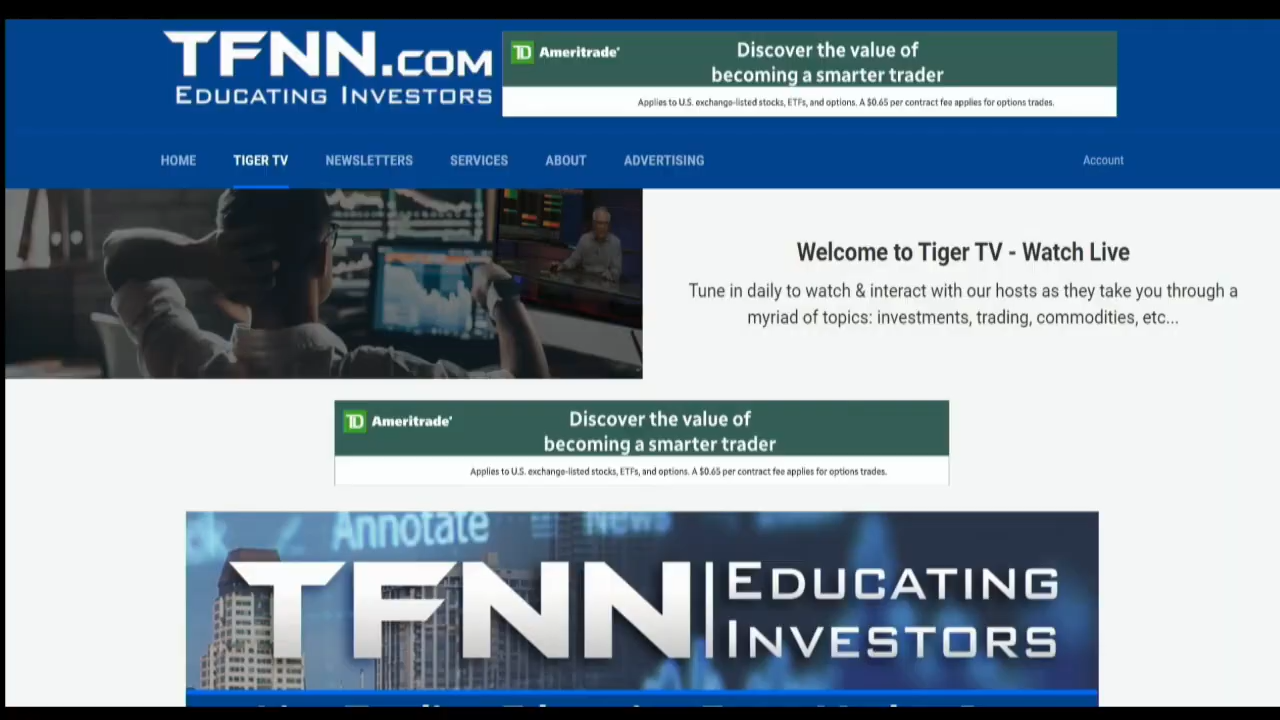 TFNN.COM
EDUCATING INVESTORS
TD Ameritrade®
Discover the value of
becoming a smarter trader
Applies to U.S. exchange-listed stocks, ETFs, and options. A $0.65 per contract fee applies for options trades.
HOME
TIGER TV
NEWSLETTERS
SERVICES
ABOUT
ADVERTISING
Account
Welcome to Tiger TV - Watch Live
Tune in daily to watch & interact with our hosts as they take you through a
myriad of topics: investments, trading, commodities, etc...
TD Ameritrade®
Discover the value of
becoming a smarter trader
Applies to U.S. exchange-listed stocks, ETFs, and options. A $0.65 per contract fee applies for options trades.
Annotate
News
TFNN
EDUCATING
INVESTORS